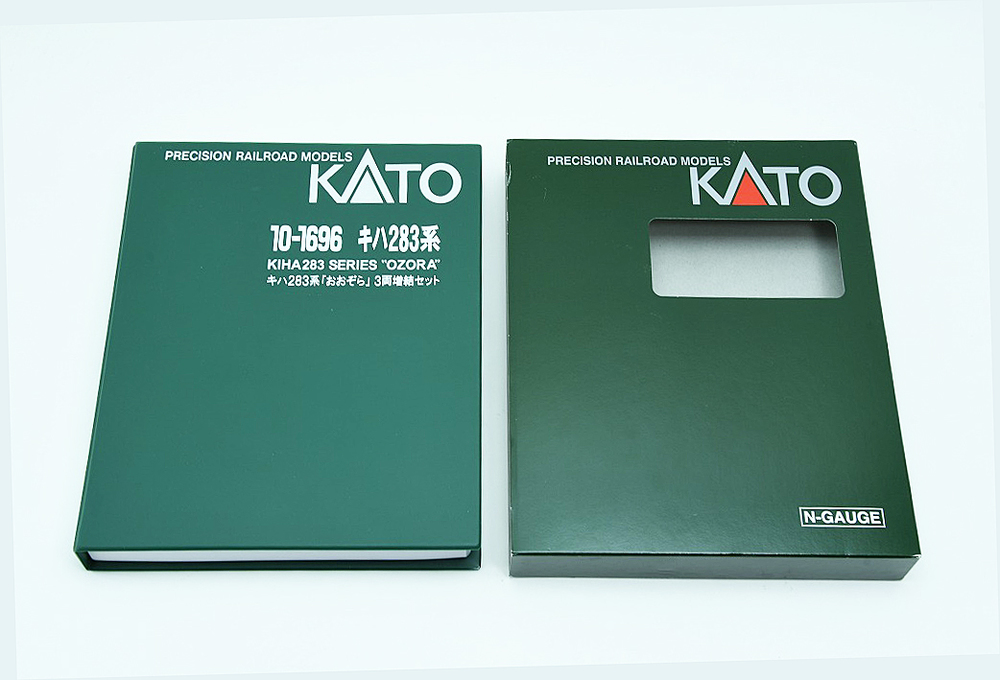 PRECISION RAILROAD MODELS
KATO
10-1696 キハ283系
KIHA283 SERIES "OZORA"
キハ283系「おおぞら」3両増結セット
PRECISION RAILROAD MODELS
KATO
N-GAUGE